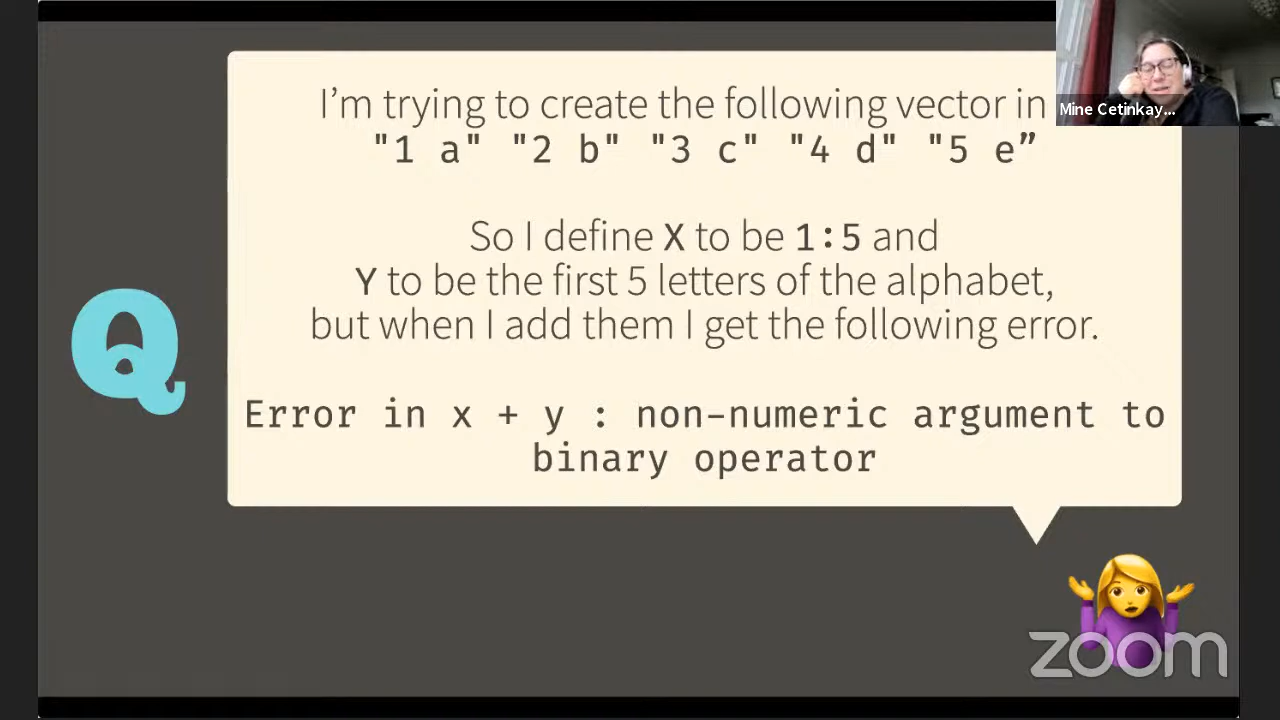 I’m trying to create the following vector in
"1 a" "2 b" "3 c" "4 d" "5 e”
So I define X to be 1:5 and
Y to be the first 5 letters of the alphabet,
but when I add them I get the following error.
Error in x + y : non-numeric argument to
binary operator
Q
Mine Cetinkay...
zoom